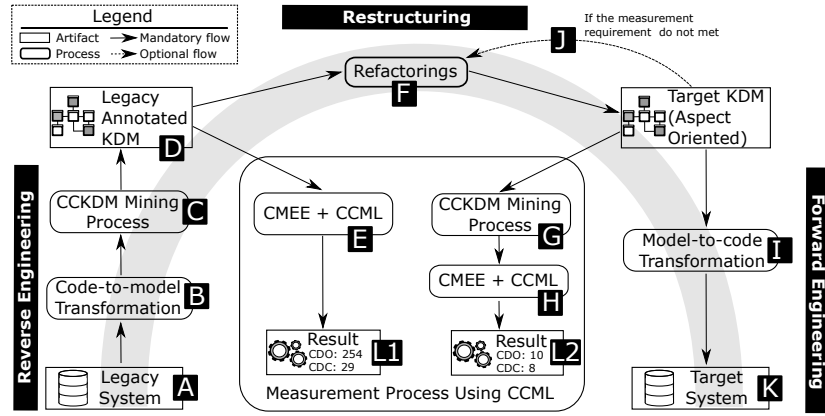 Legend
Artifact
Mandatory flow
Process
Optional flow
Restructuring
If the measurement
requirement do not met
J
Refactorings
F
Legacy
Annotated
KDM
D
Target KDM
(Aspect
Oriented)
Reverse Engineering
Forward Engineering
CCKDM Mining
Process
C
CMEE + CCML
E
CCKDM Mining
Process
G
Model-to-code
Transformation
I
Code-to-model
Transformation
B
CMEE + CCML
H
Result
CDO: 254
CDC: 29
L1
Result
CDO: 10
CDC: 8
L2
Legacy
System
A
Measurement Process Using CCML
Target
System
K